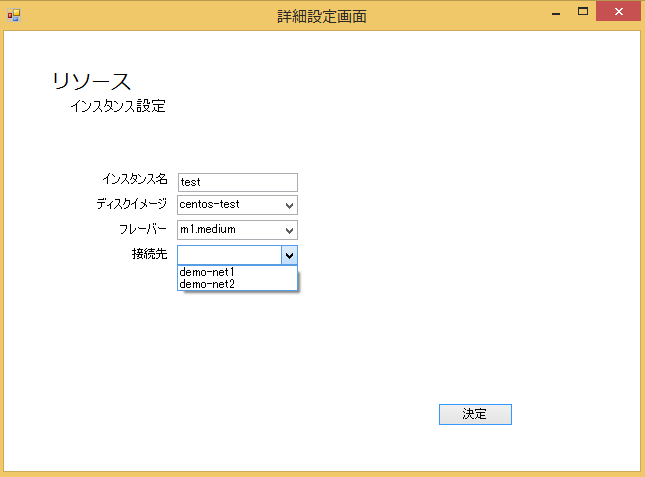 詳細設定画面
リソース
インスタンス設定
インスタンス名 test
ディスクイメージ centos-test
フレーバー m1.medium
接続先
demo-net1
demo-net2
決定